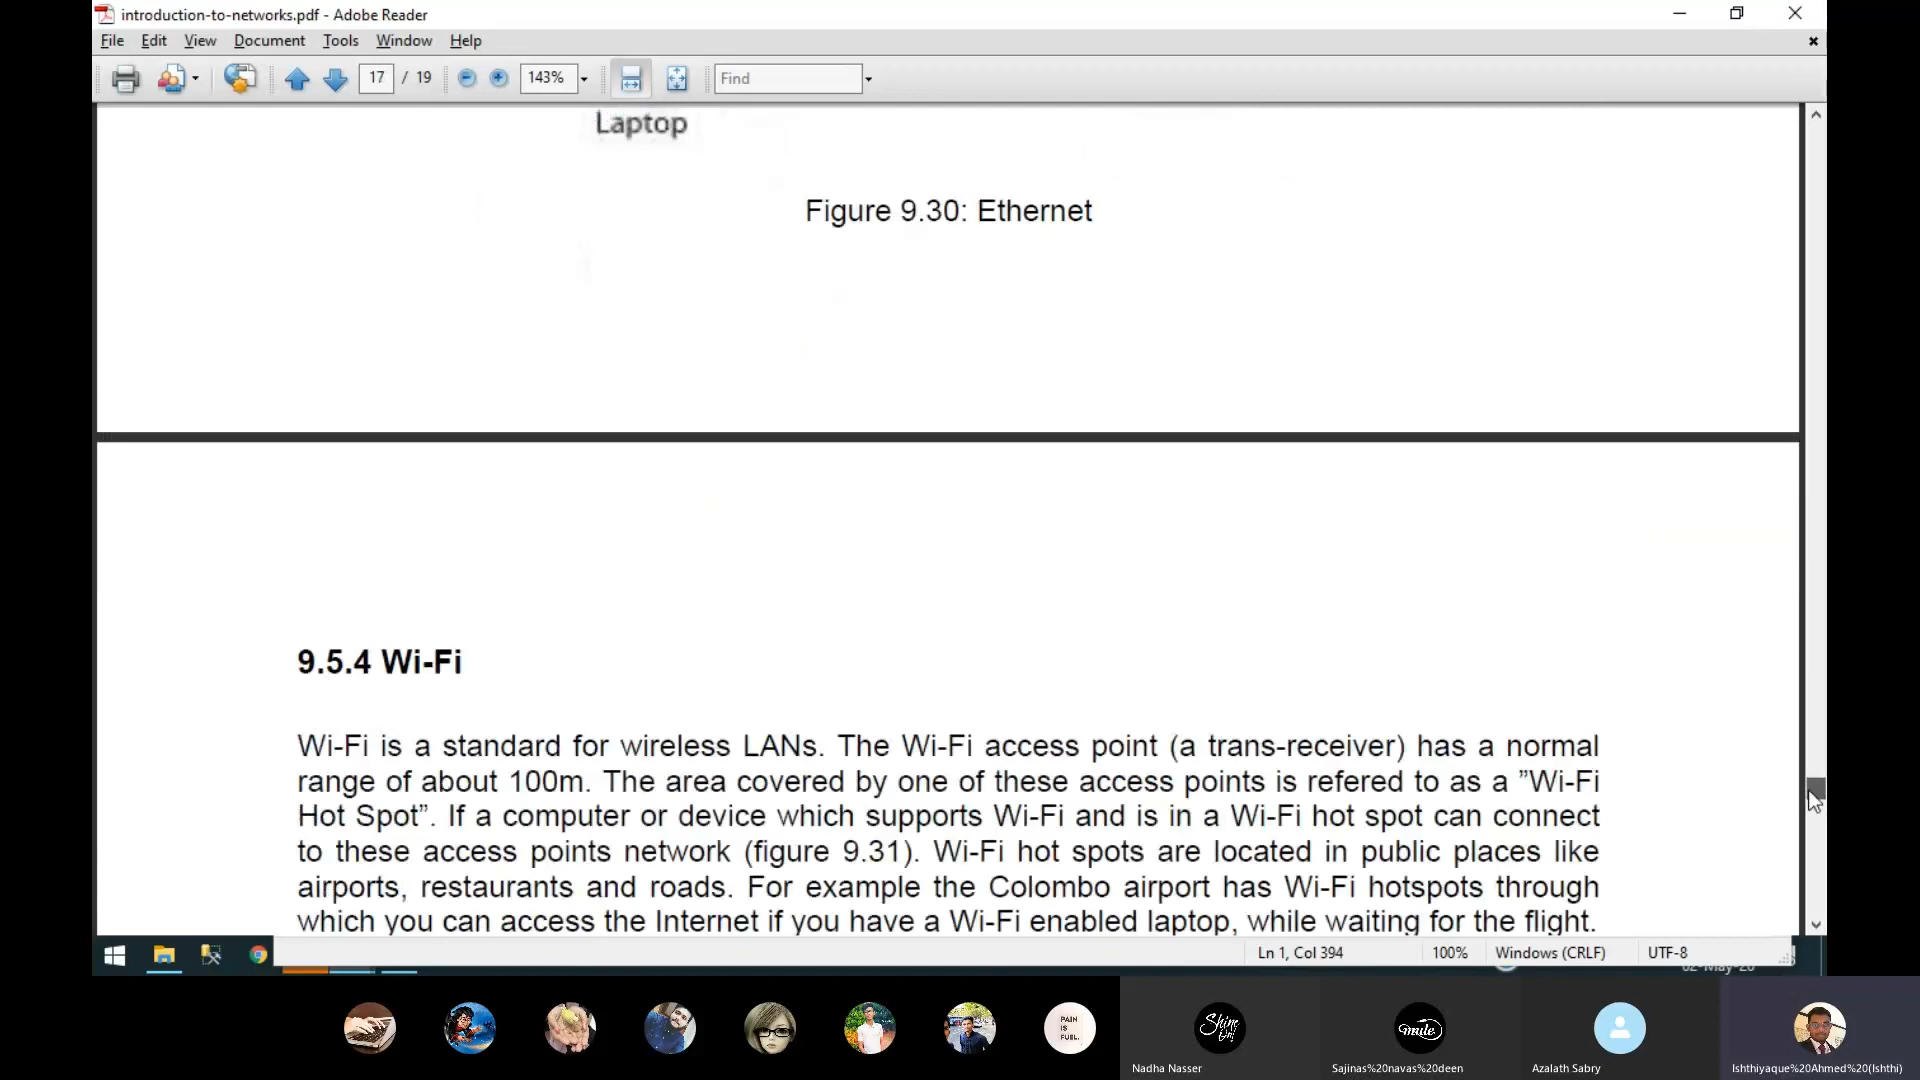 introduction-to-networks.pdf - Adobe Reader
File Edit View Document Tools Window Help
17 / 19 143% Find
Laptop
Figure 9.30: Ethernet
9.5.4 Wi-Fi
Wi-Fi is a standard for wireless LANs. The Wi-Fi access point (a trans-receiver) has a normal
range of about 100m. The area covered by one of these access points is refered to as a ”Wi-Fi
Hot Spot”. If a computer or device which supports Wi-Fi and is in a Wi-Fi hot spot can connect
to these access points network (figure 9.31). Wi-Fi hot spots are located in public places like
airports, restaurants and roads. For example the Colombo airport has Wi-Fi hotspots through
which you can access the Internet if you have a Wi-Fi enabled laptop, while waiting for the flight.
Ln 1, Col 394 100% Windows (CRLF) UTF-8
02-May-20
PAIN
IS
FUEL.
Shine
Girl
mule
Nadha Nasser Sajinas%20navas%20deen Azalath Sabry Ishthiyaque%20Ahmed%20(Ishthi)